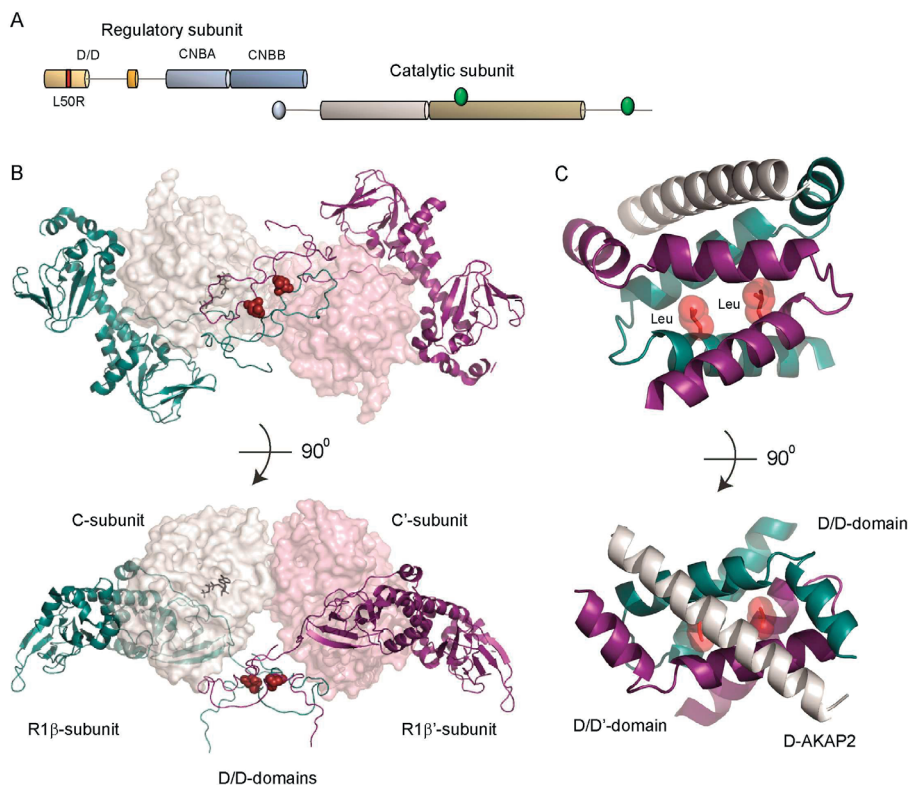 A
Regulatory subunit
D/D
CNBA
CNBB
L50R
Catalytic subunit
B
C
Leu
Leu
90⁰
90⁰
C-subunit
C'-subunit
D/D-domain
R1β-subunit
R1β'-subunit
D/D'-domain
D-AKAP2
D/D-domains